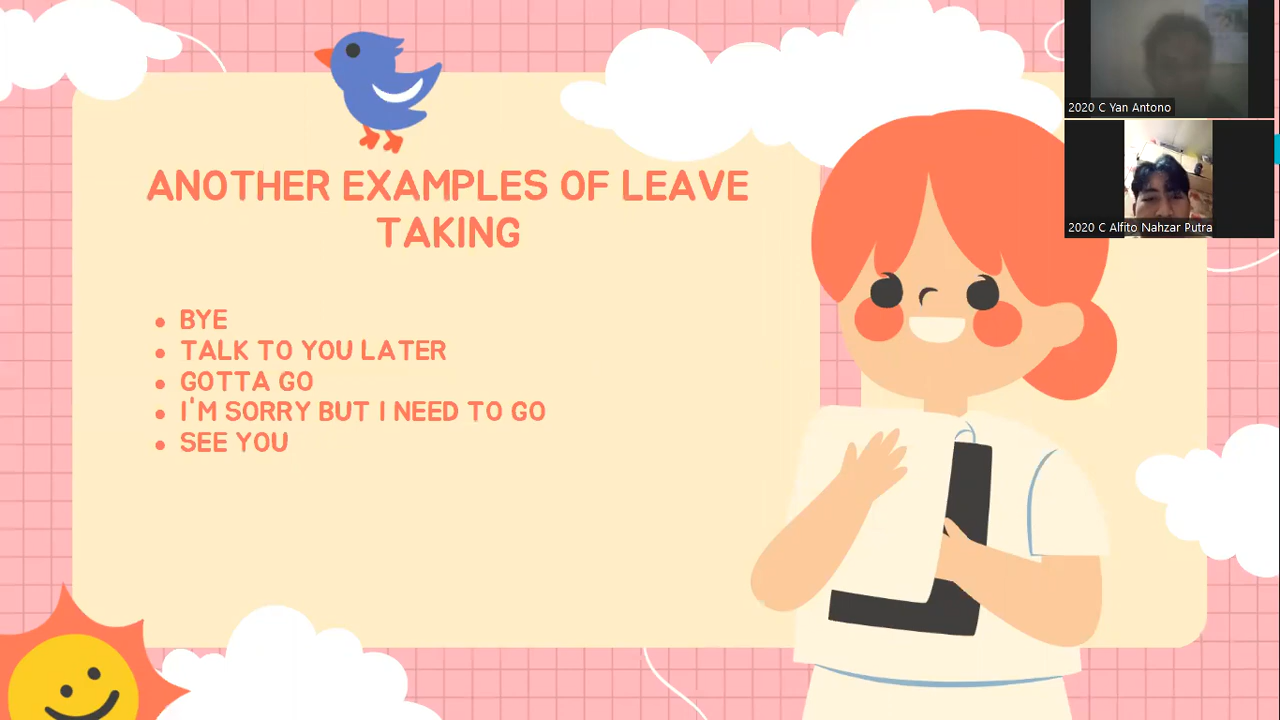 ANOTHER EXAMPLES OF LEAVE
TAKING
• BYE
• TALK TO YOU LATER
• GOTTA GO
• I'M SORRY BUT I NEED TO GO
• SEE YOU
2020 C Yan Antono
2020 C Alfito Nahzar Putra